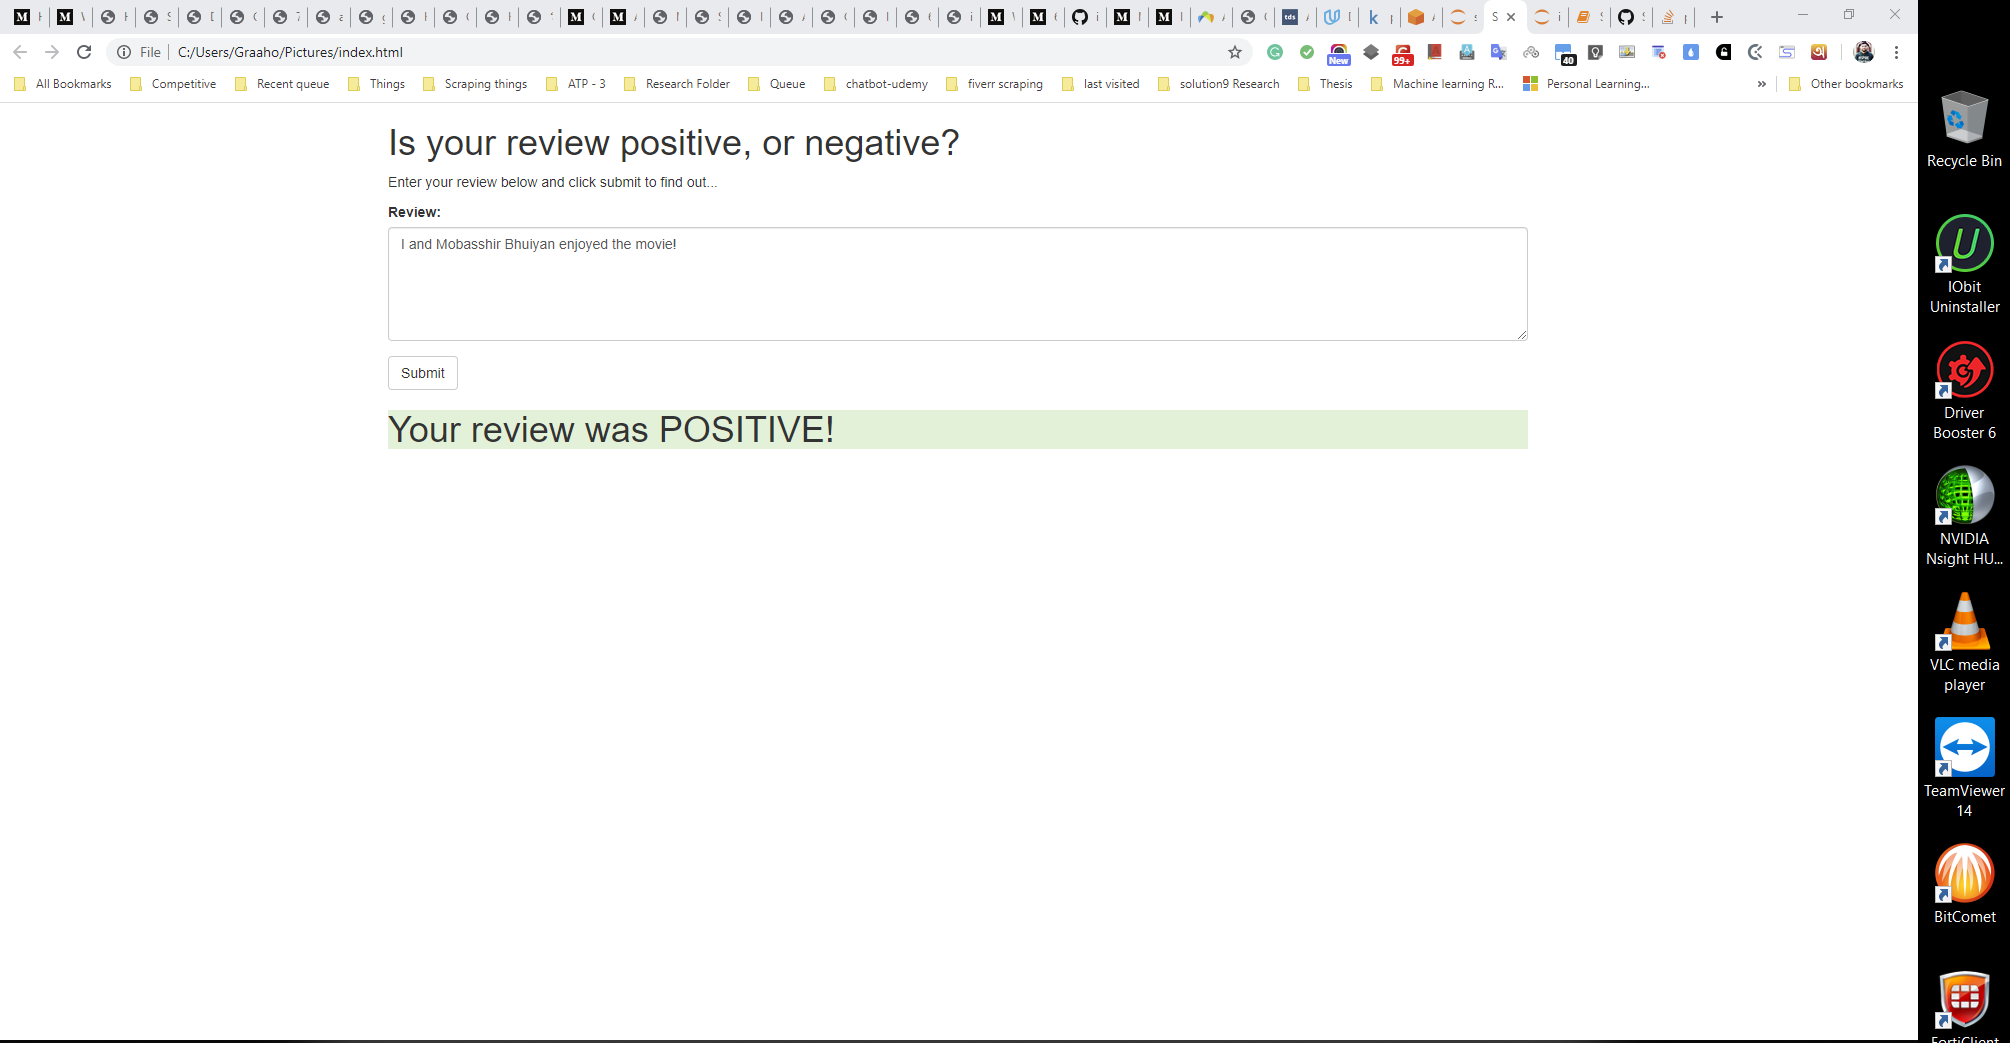 File
C:/Users/Graaho/Pictures/index.html
New
99+
40
All Bookmarks
Competitive
Recent queue
Things
Scraping things
ATP - 3
Research Folder
Queue
chatbot-udemy
fiverr scraping
last visited
solution9 Research
Thesis
Machine learning R...
Personal Learning...
»
Other bookmarks
Is your review positive, or negative?
Enter your review below and click submit to find out...
Review:
I and Mobasshir Bhuiyan enjoyed the movie!
Submit
Your review was POSITIVE!
Recycle Bin
IObit
Uninstaller
Driver
Booster 6
NVIDIA
Nsight HU...
VLC media
player
TeamViewer
14
BitComet
FortiClient